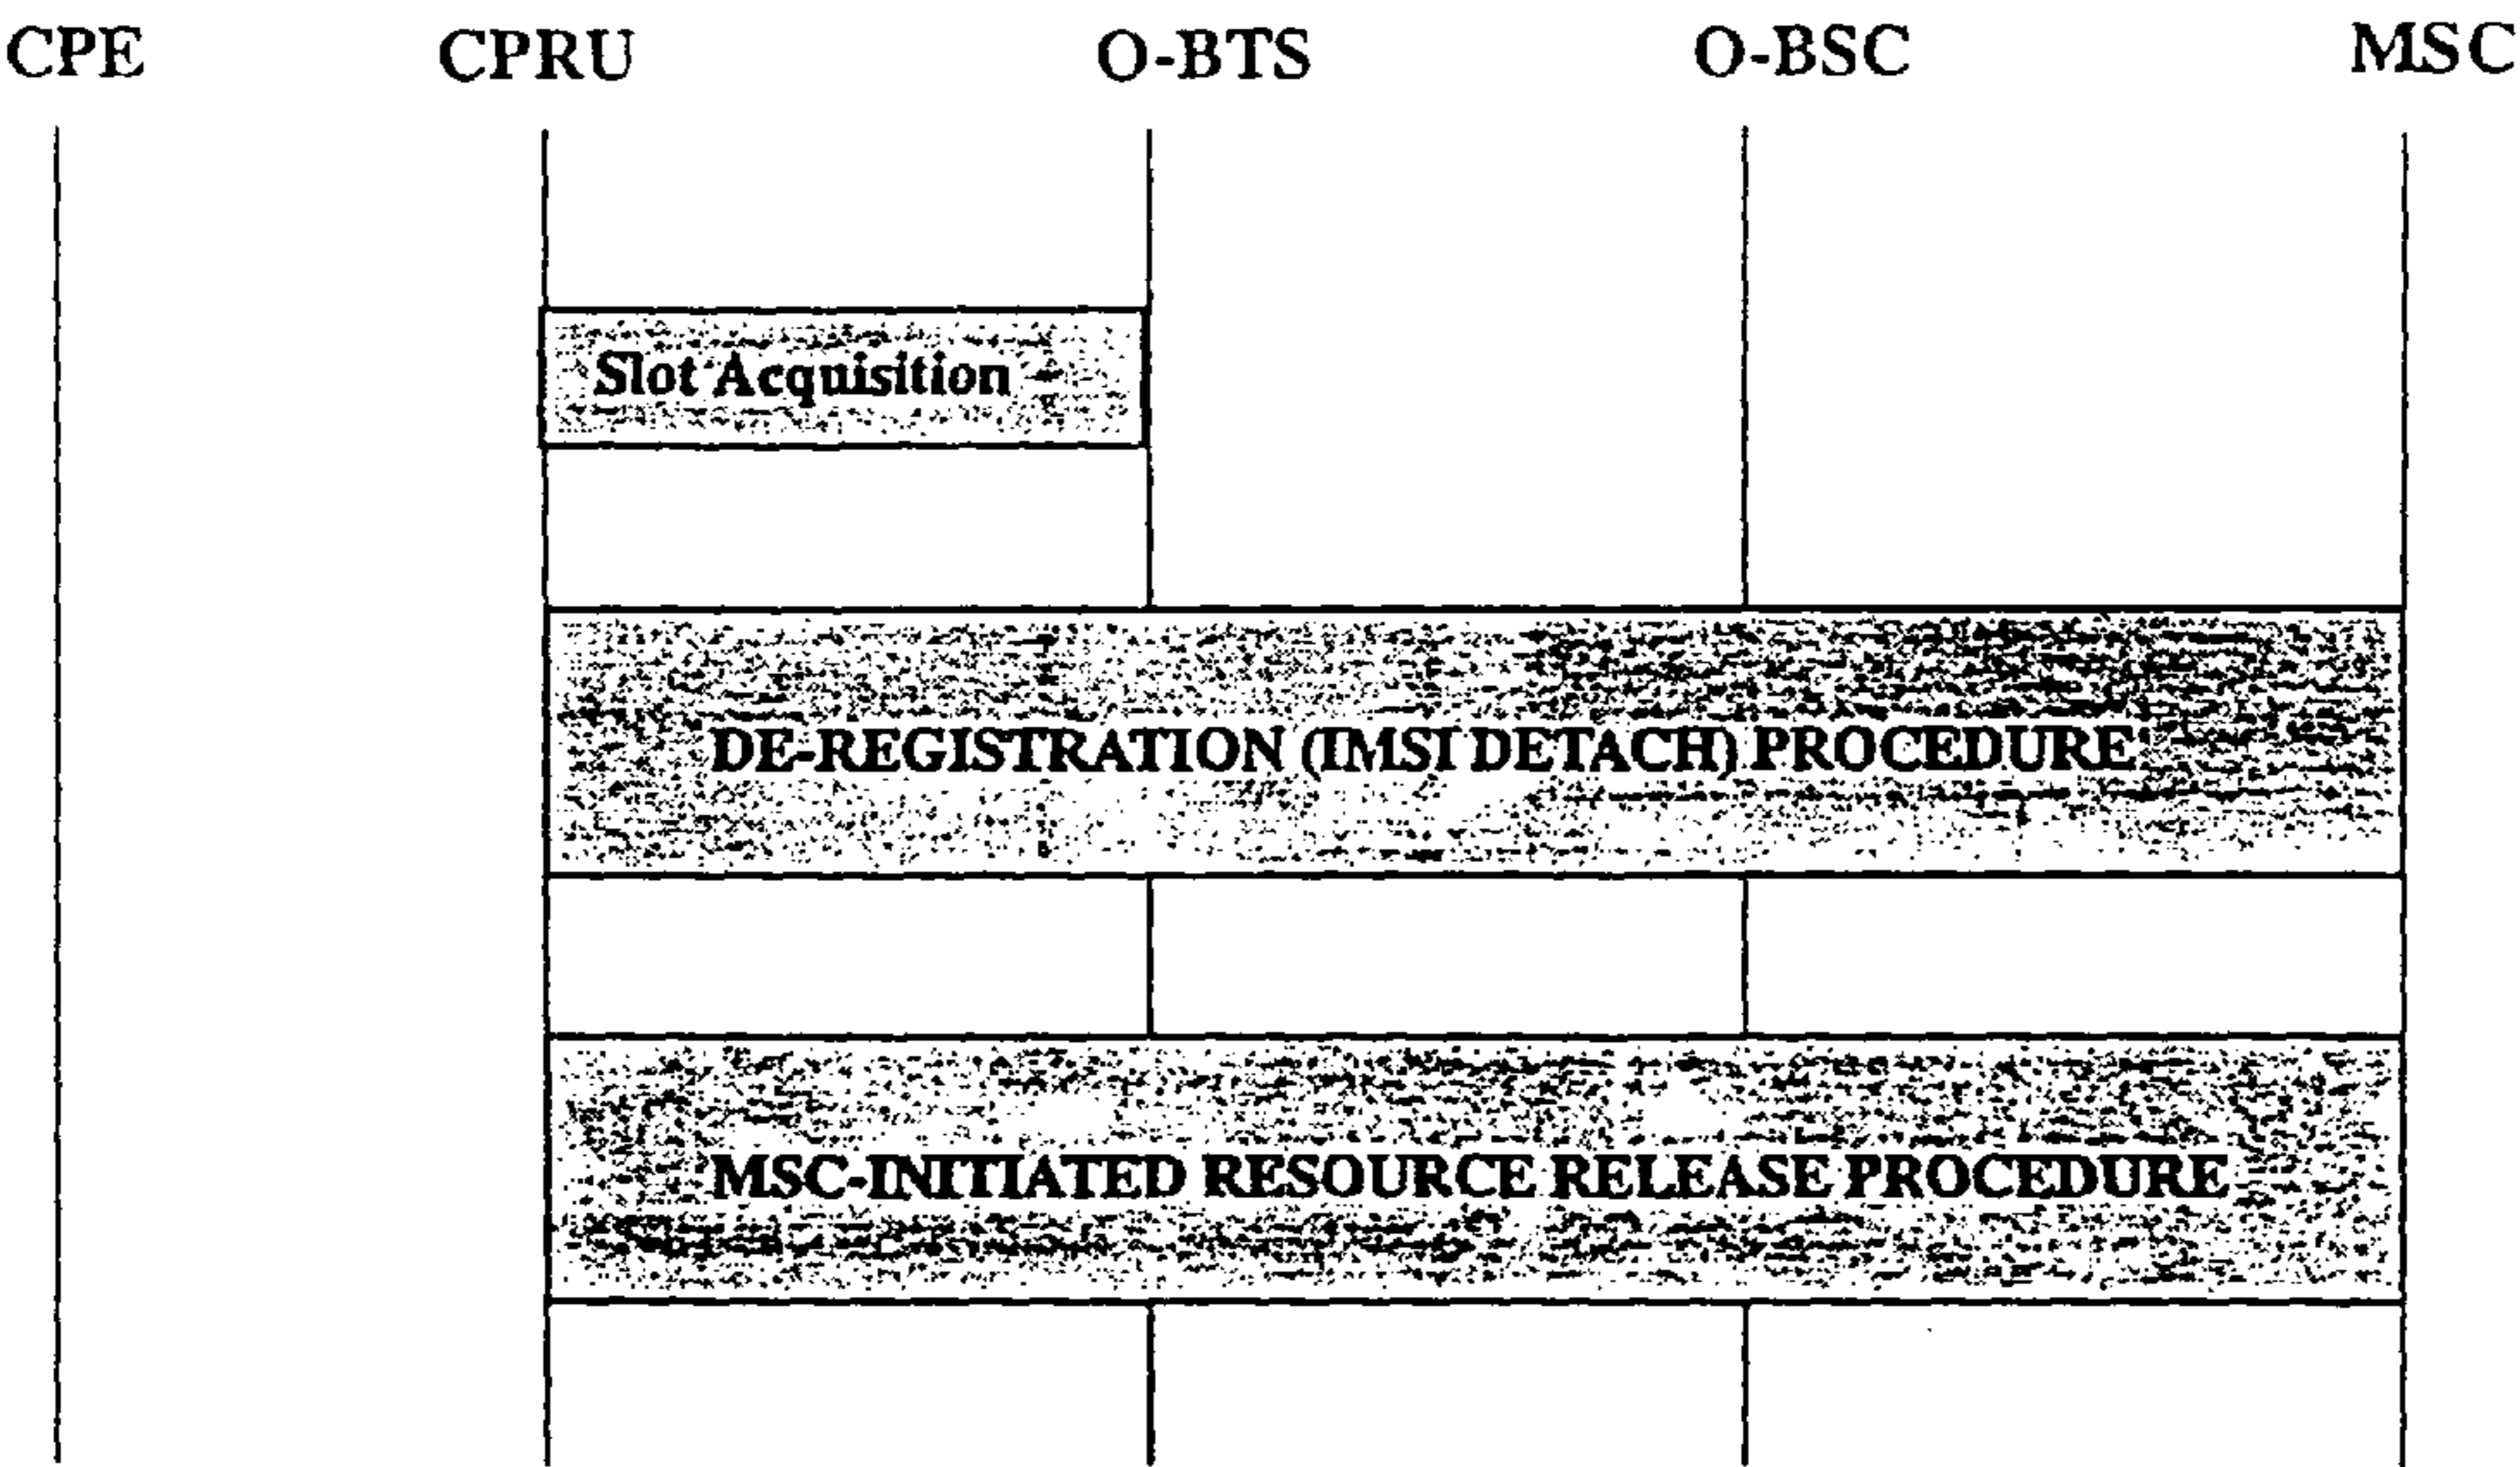 CPE CPRU O-BTS O-BSC MSC
Slot Acquisition
DE-REGISTRATION (IMSI DETACH) PROCEDURE
MSC-INITIATED RESOURCE RELEASE PROCEDURE